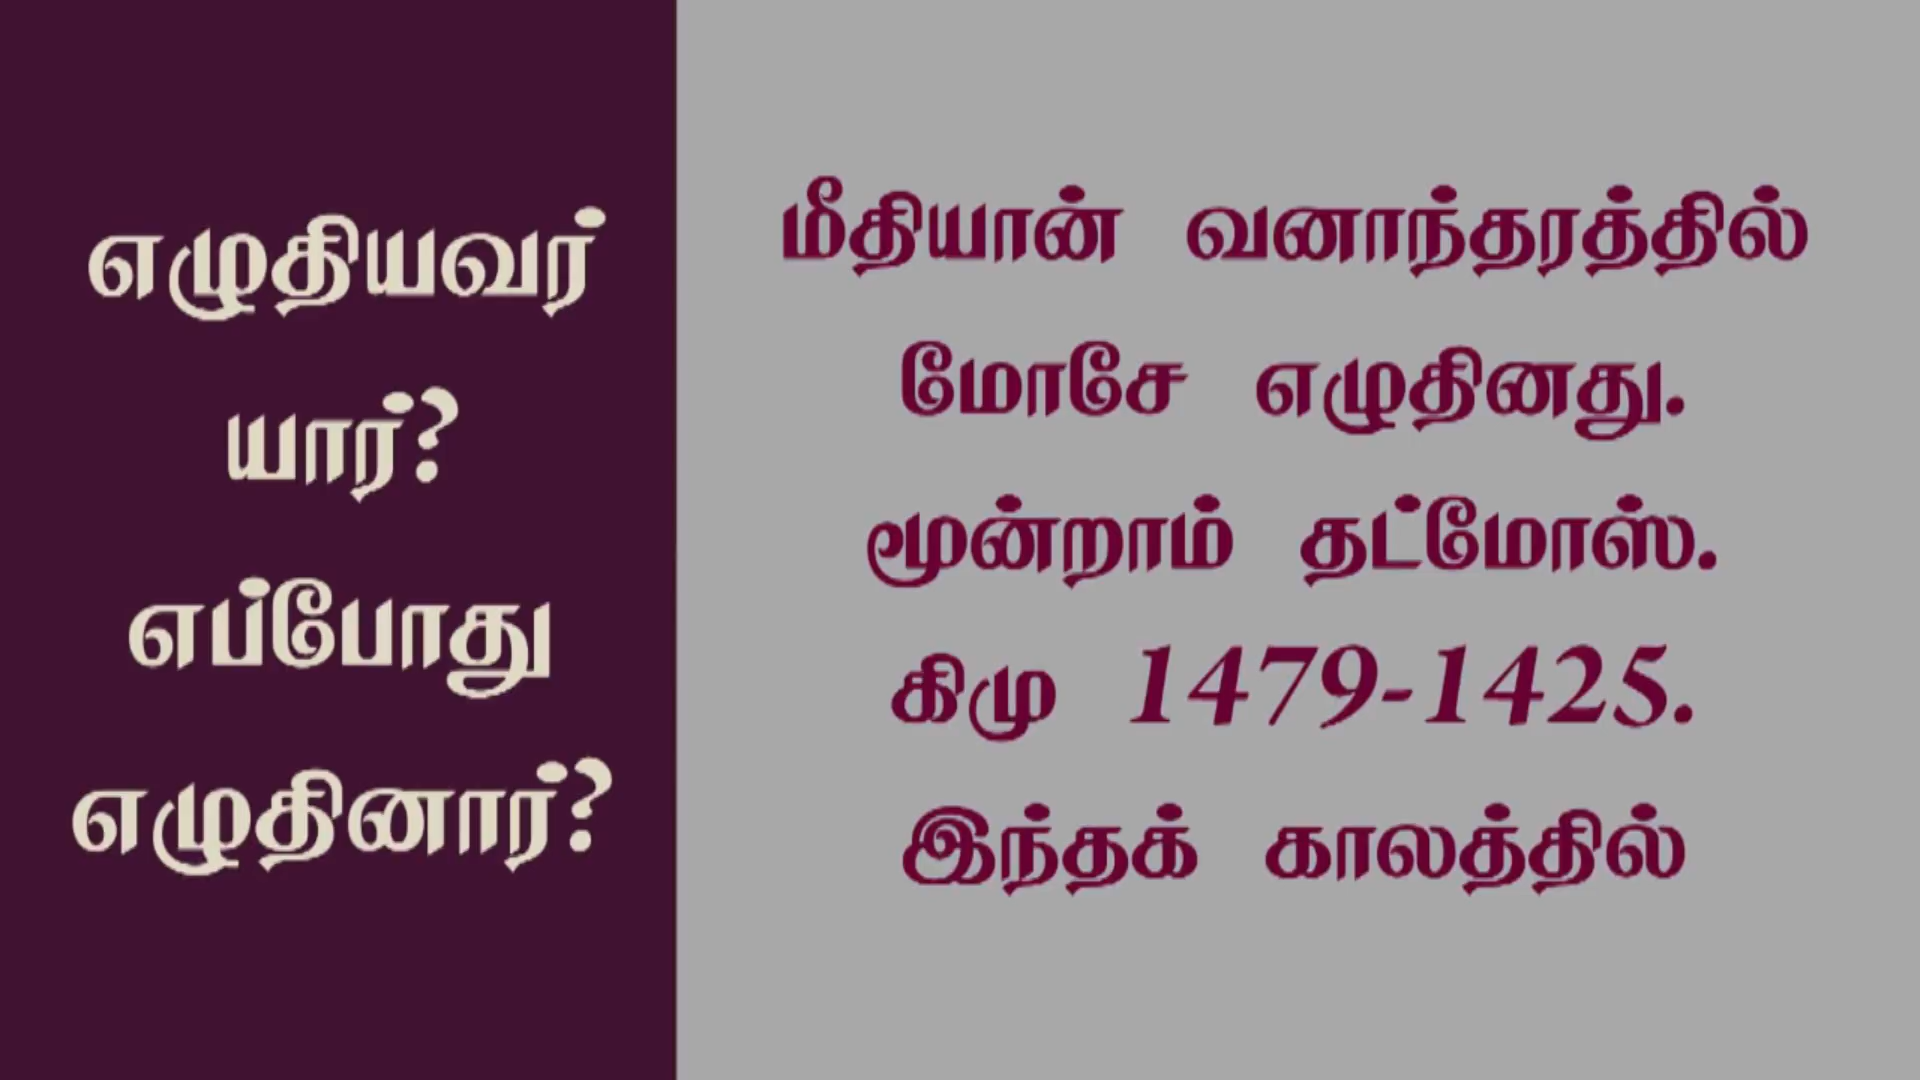 எழுதியவர்
யார்?
எப்போது
எழுதினார்?
மீதியான் வனாந்தரத்தில்
மோசே எழுதினது.
மூன்றாம் தட்மோஸ்.
கிமு 1479-1425.
இந்தக் காலத்தில்